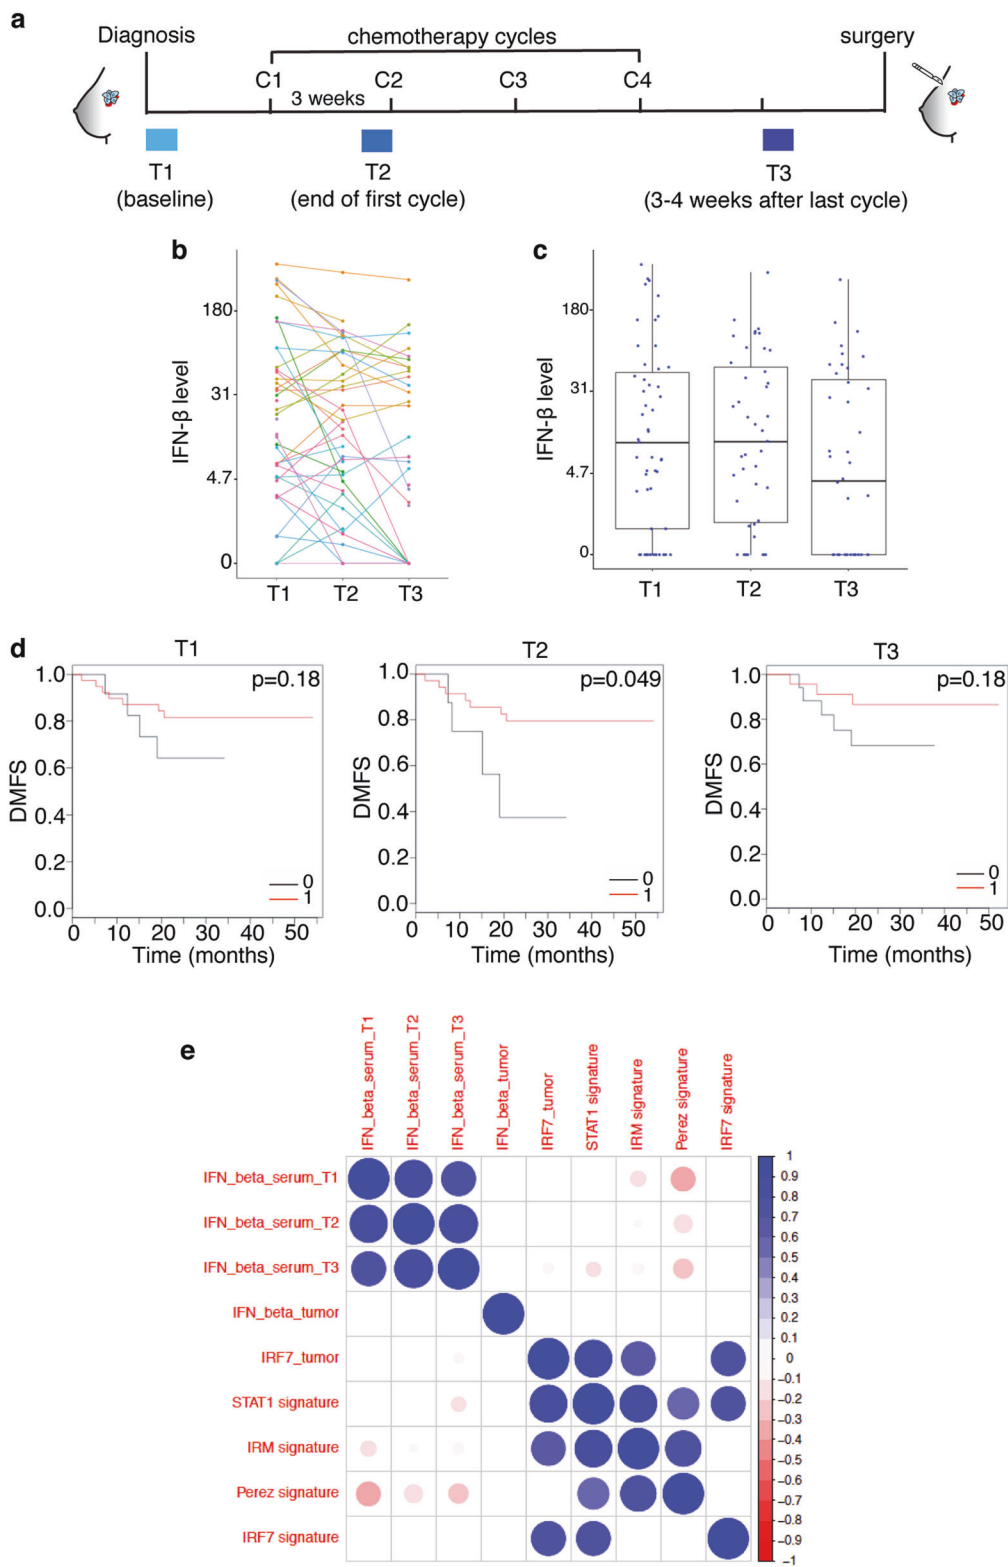 a
Diagnosis
chemotherapy cycles
surgery
C1
C2
C3
C4
3 weeks
T1
(baseline)
T2
(end of first cycle)
T3
(3-4 weeks after last cycle)
b
IFN-β level
180
31
4.7
0
T1 T2 T3
c
IFN-β level
180
31
4.7
0
T1 T2 T3
d
T1
p=0.18
DMFS
1.0
0.8
0.6
0.4
0.2
0.0
0
1
0 10 20 30 40 50
Time (months)
T2
p=0.049
DMFS
1.0
0.8
0.6
0.4
0.2
0.0
0
1
0 10 20 30 40 50
Time (months)
T3
p=0.18
DMFS
1.0
0.8
0.6
0.4
0.2
0.0
0
1
0 10 20 30 40 50
Time (months)
e
IFN_beta_serum_T1
IFN_beta_serum_T2
IFN_beta_serum_T3
IFN_beta_tumor
IRF7_tumor
STAT1 signature
IRM signature
Perez signature
IRF7 signature
IFN_beta_serum_T1
IFN_beta_serum_T2
IFN_beta_serum_T3
IFN_beta_tumor
IRF7_tumor
STAT1 signature
IRM signature
Perez signature
IRF7 signature
1
0.9
0.8
0.7
0.6
0.5
0.4
0.3
0.2
0.1
0
−0.1
−0.2
−0.3
−0.4
−0.5
−0.6
−0.7
−0.8
−0.9
−1